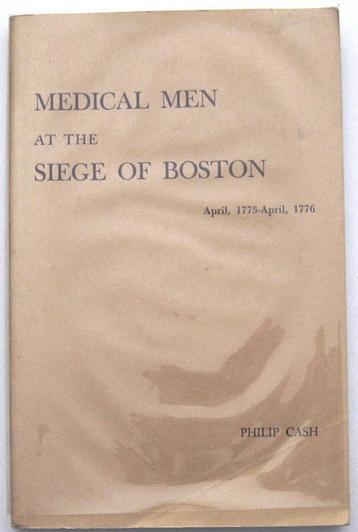 MEDICAL MEN
AT THE
SIEGE OF BOSTON
April, 1775-April, 1776
PHILIP CASH